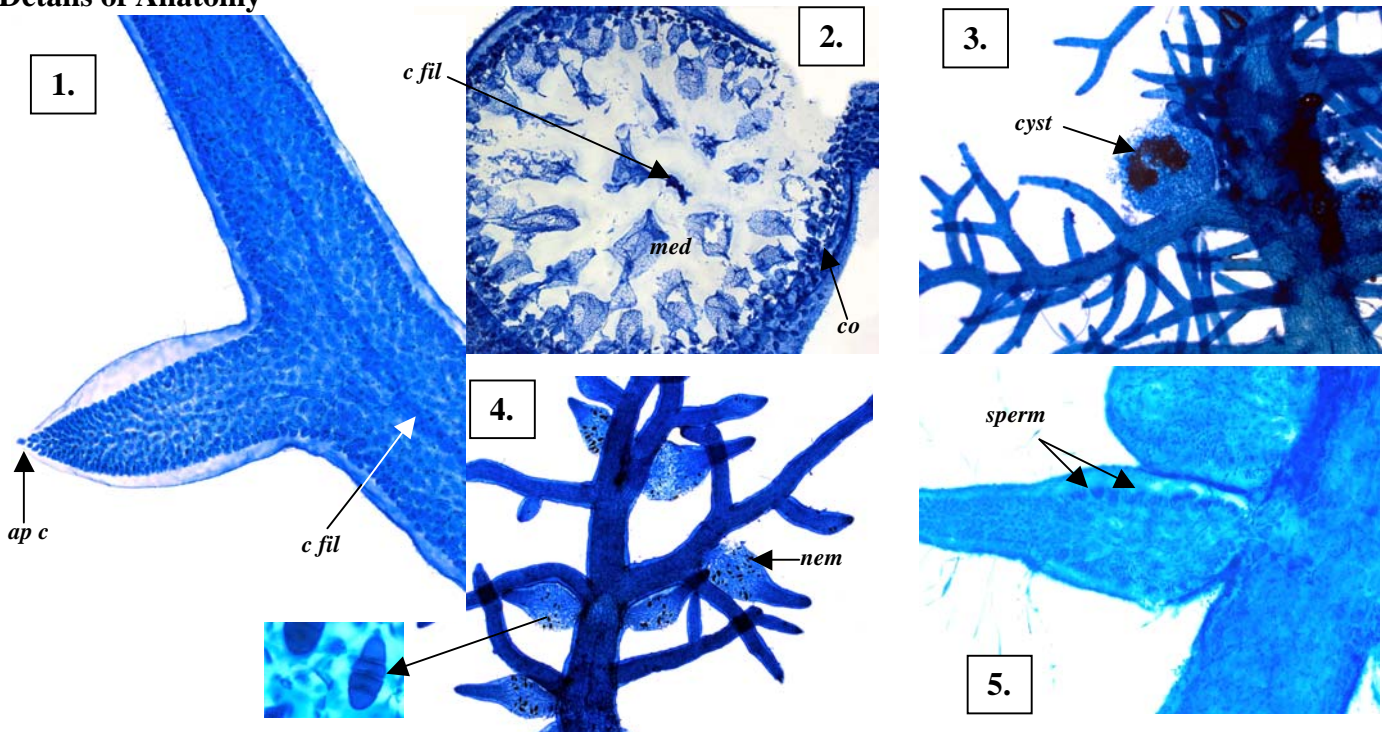 Details of Anatomy
1.
2.
3.
c fil
cyst
med
co
4.
sperm
ap c
c fil
nem
5.